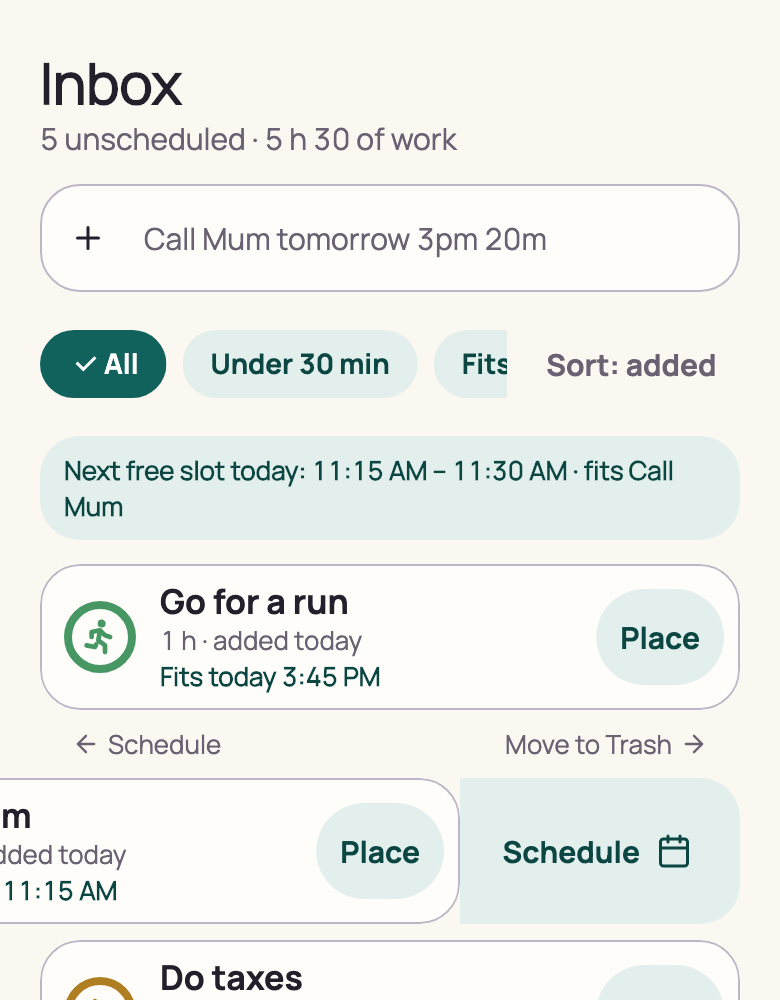 Inbox
5 unscheduled · 5 h 30 of work
Call Mum tomorrow 3pm 20m
All
Under 30 min
Fits
Sort: added
Next free slot today: 11:15 AM – 11:30 AM · fits Call
Mum
Go for a run
1 h · added today
Fits today 3:45 PM
Place
← Schedule
Move to Trash →
m
dded today
11:15 AM
Place
Schedule
Do taxes